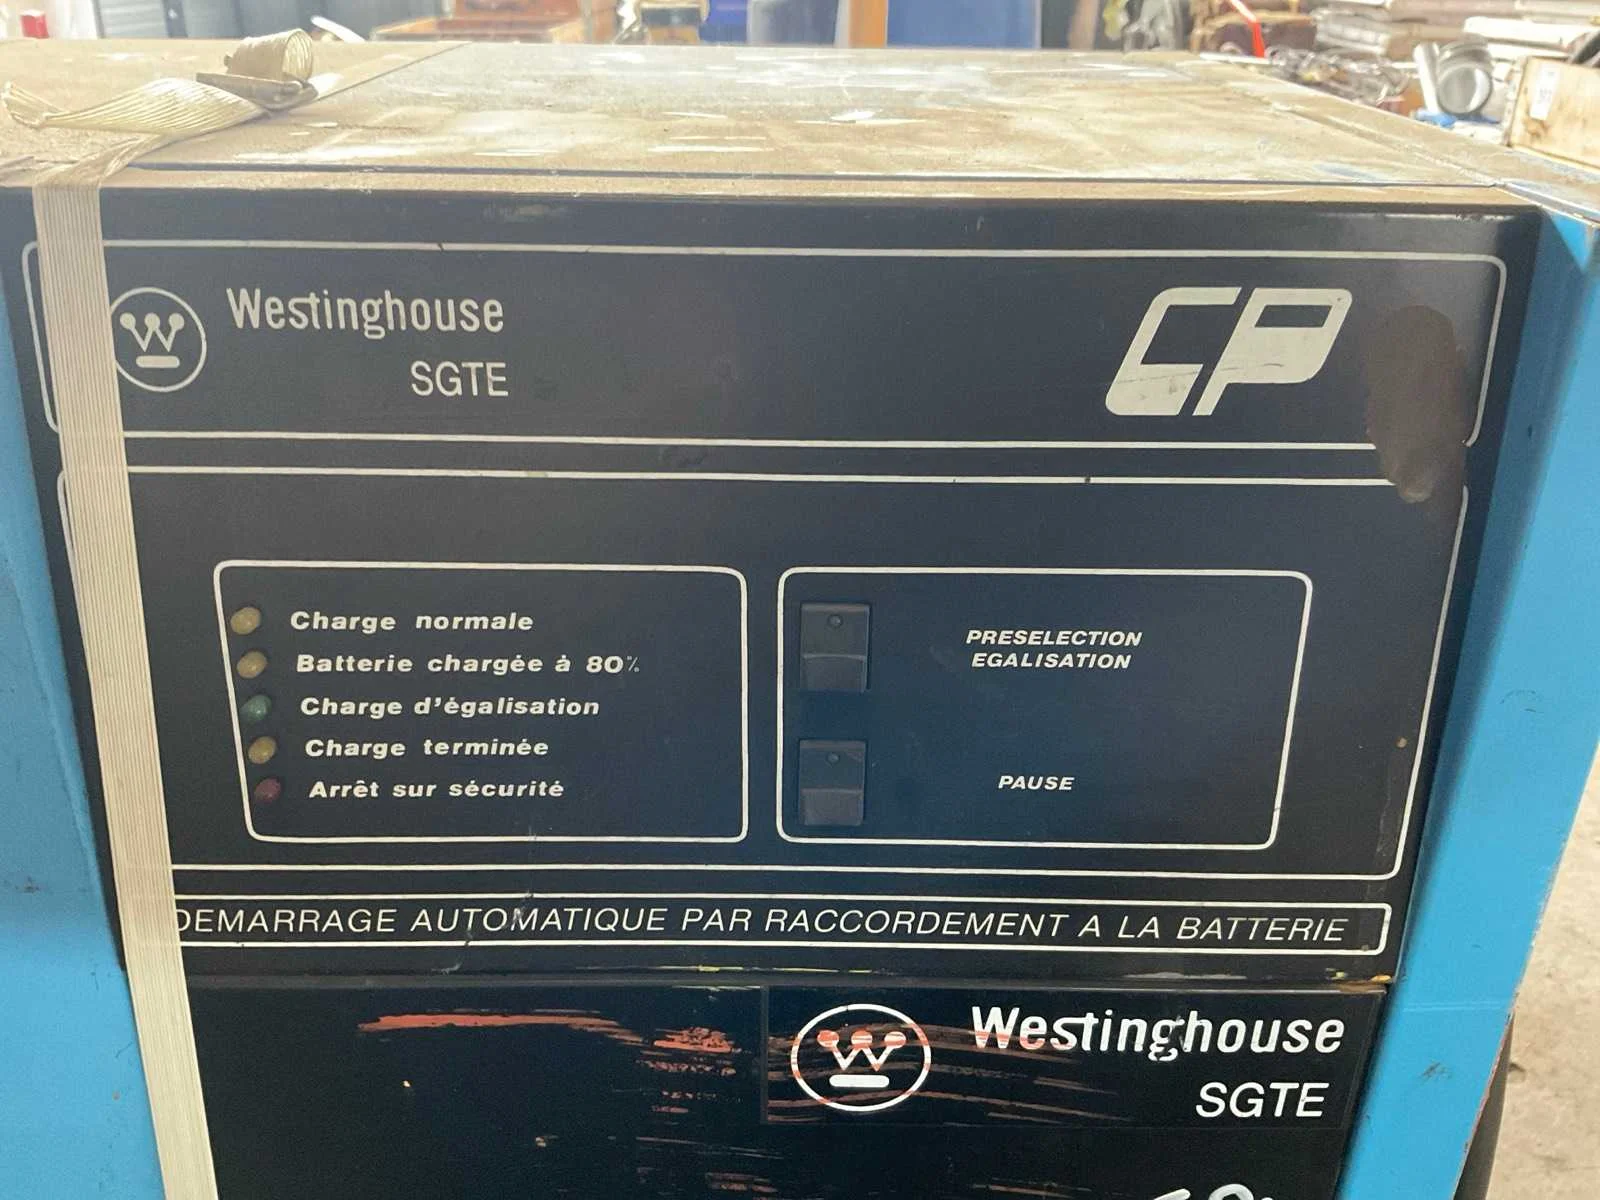 Westinghouse
SGTE
CP
Charge normale
Batterie chargée à 80%
Charge d'égalisation
Charge terminée
Arrêt sur sécurité
PRESELECTION
EGALISATION
PAUSE
DEMARRAGE AUTOMATIQUE PAR RACCORDEMENT A LA BATTERIE
Westinghouse
SGTE